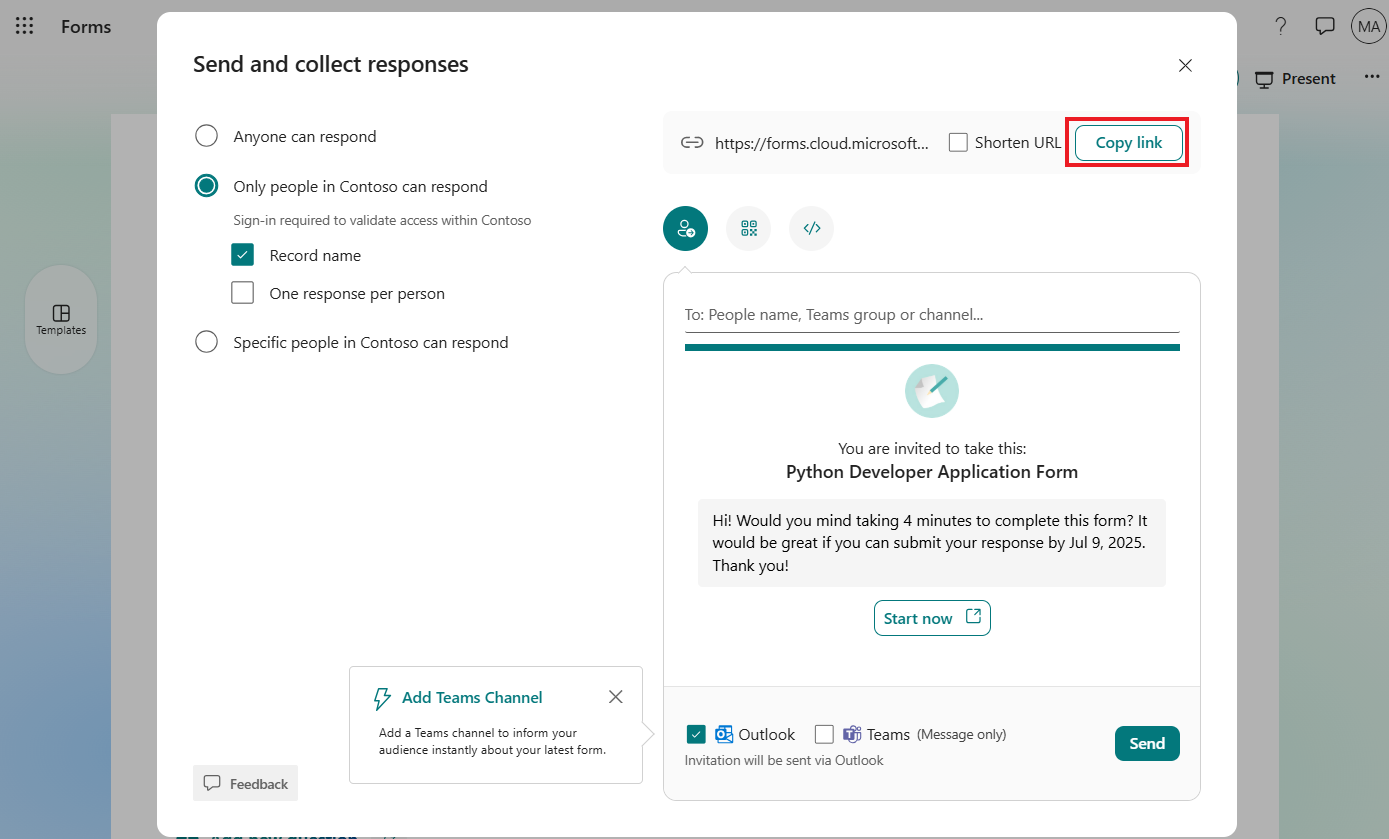 Forms
MA
Present
Templates
Send and collect responses
Anyone can respond
Only people in Contoso can respond
Sign-in required to validate access within Contoso
Record name
One response per person
Specific people in Contoso can respond
https://forms.cloud.microsoft...
Shorten URL
Copy link
To: People name, Teams group or channel...
You are invited to take this:
Python Developer Application Form
Hi! Would you mind taking 4 minutes to complete this form? It
would be great if you can submit your response by Jul 9, 2025.
Thank you!
Start now
Add Teams Channel
Add a Teams channel to inform your
audience instantly about your latest form.
Outlook
Teams (Message only)
Invitation will be sent via Outlook
Send
Feedback
Add new question